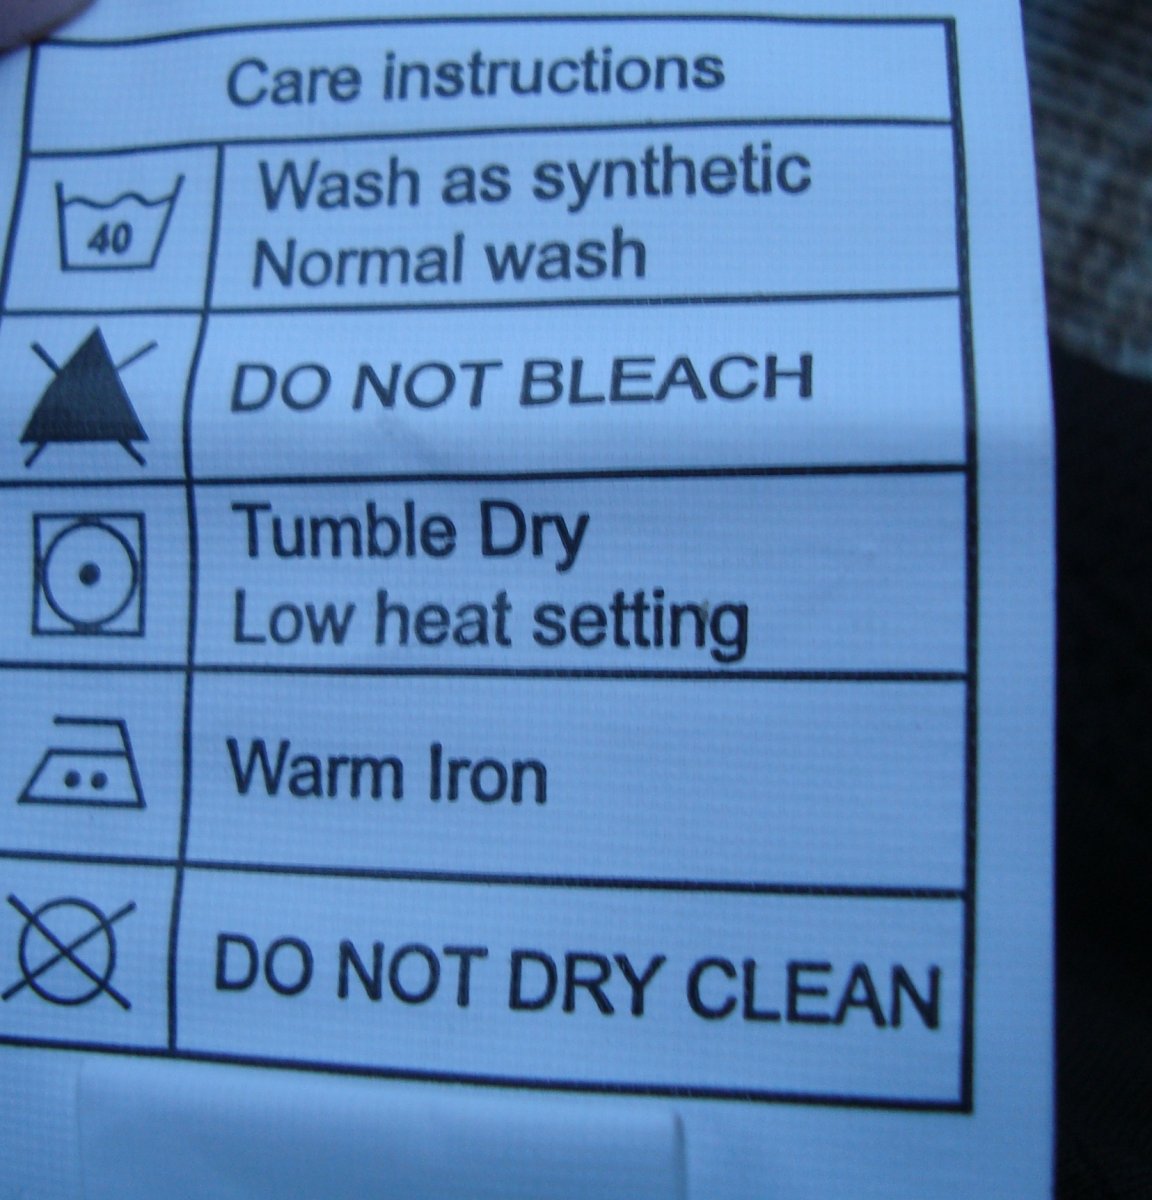 Care instructions
40
Wash as synthetic
Normal wash
DO NOT BLEACH
Tumble Dry
Low heat setting
Warm Iron
DO NOT DRY CLEAN